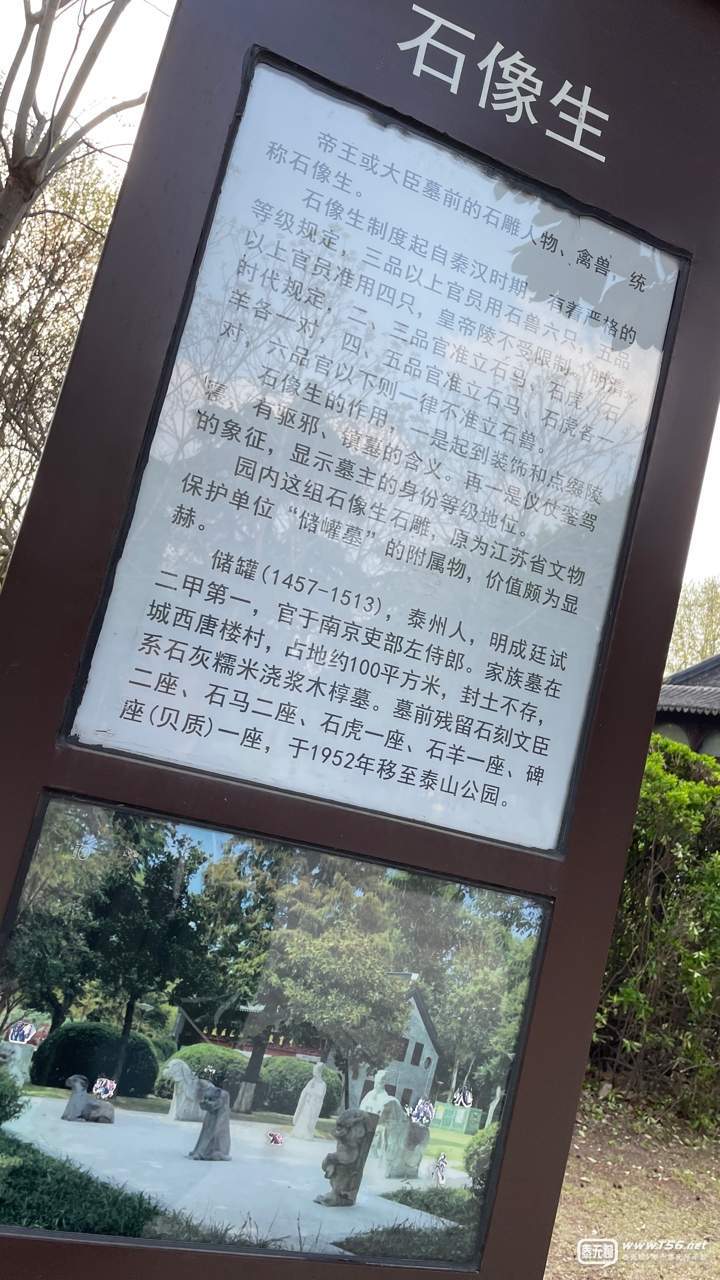 石像生
帝王或大臣墓前的石雕人物、禽兽，统
称石像生。
石像生制度起自秦汉时期，有着严格的
等级规定，三品以上官员用石兽六只，五品
以上官员准用四只，皇帝陵不受限制。明清
时代规定，二、三品官准立石马、石虎、石
羊各一对，四、五品官准立石马、石虎各一
对，六品官以下则一律不准立石兽。
石像生的作用，一是起到装饰和点缀陵
有驱邪、镇墓的含义。再一是仪仗銮驾
的象征，显示墓主的身份等级地位。
园内这组石像生石雕，原为江苏省文物
保护单位“储巏墓”的附属物，价值颇为显
赫。
储罐(1457-1513)，泰州人，明成廷试
二甲第一，官于南京吏部左侍郎。家族墓在
城西唐楼村，占地约100平方米，封土不存，
系石灰糯米浇浆木椁墓。墓前残留石刻文臣
二座、石马二座、石虎一座、石羊一座、碑
座(贝质)一座，于1952年移至泰山公园。
泰无聊 www.t56.net